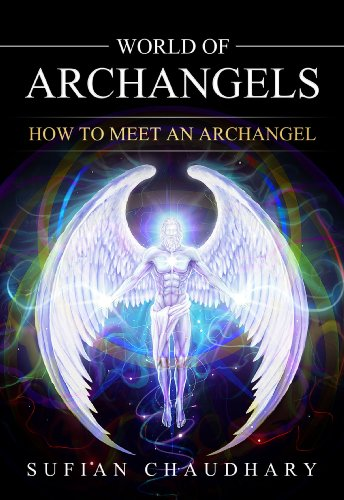 WORLD OF
ARCHANGELS
HOW TO MEET AN ARCHANGEL
SUFIAN CHAUDHARY